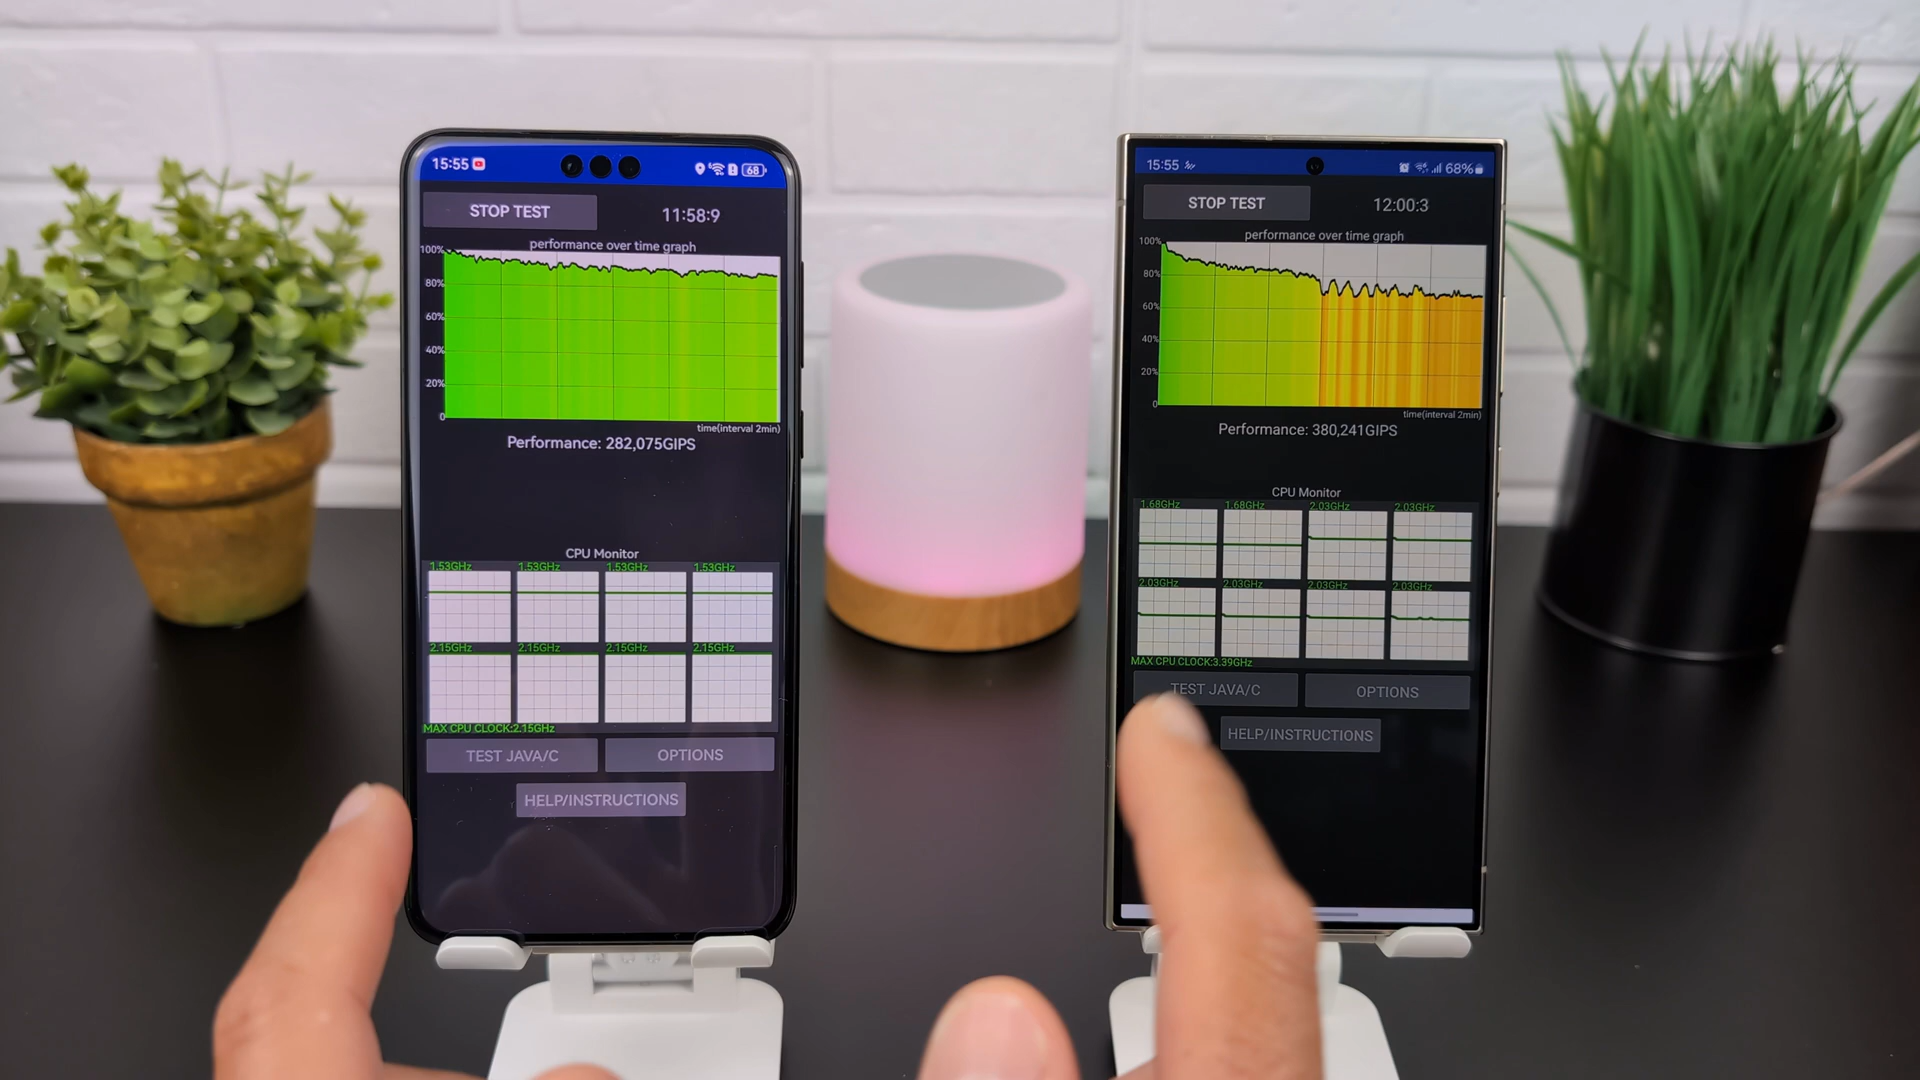 15:55
68
STOP TEST
11:58:9
performance over time graph
100%
80%
60%
40%
20%
0
time(interval 2min)
Performance: 282,075GIPS
CPU Monitor
1.53GHz 1.53GHz 1.53GHz 1.53GHz
2.15GHz 2.15GHz 2.15GHz 2.15GHz
MAX CPU CLOCK:2.15GHz
TEST JAVA/C
OPTIONS
HELP/INSTRUCTIONS
15:55
68%
STOP TEST
12:00:3
performance over time graph
100%
80%
60%
40%
20%
0
time(interval 2min)
Performance: 380,241GIPS
CPU Monitor
1.68GHz 1.68GHz 2.03GHz 2.03GHz
2.03GHz 2.03GHz 2.03GHz 2.03GHz
MAX CPU CLOCK:3.39GHz
TEST JAVA/C
OPTIONS
HELP/INSTRUCTIONS